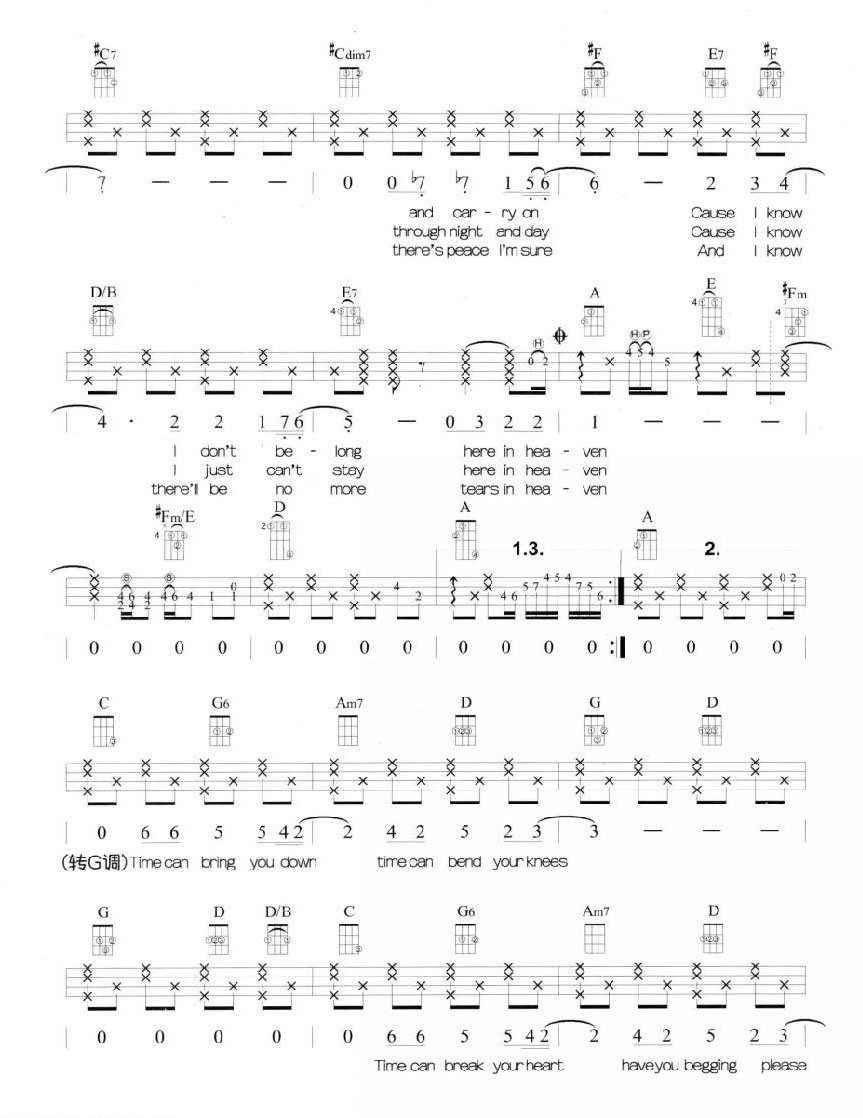 #C7 #Cdim7 #F E7 #F
7 — — — 0 0 b7 b7 1 5 6 6 — 2 3 4
and car - ry on Cause I know
through night and day Cause I know
there's peace I'm sure And I know
D/B E7 A E #Fm
4 · 2 2 1 7 6 5 — 0 3 2 2 1 — — —
I don't be - long here in hea - ven
I just can't stay here in hea - ven
there'll be no more tears in hea - ven
#Fm/E D A 1.3. A 2.
0 0 0 0 0 0 0 0 0 0 0 0 0 0 0 0
C G6 Am7 D G D
0 6 6 5 5 4 2 2 4 2 5 2 3 3 — — —
(转G调) Time can bring you down time can bend your knees
G D D/B C G6 Am7 D
0 0 0 0 0 6 6 5 5 4 2 2 4 2 5 2 3
Time can break your heart have you begging please